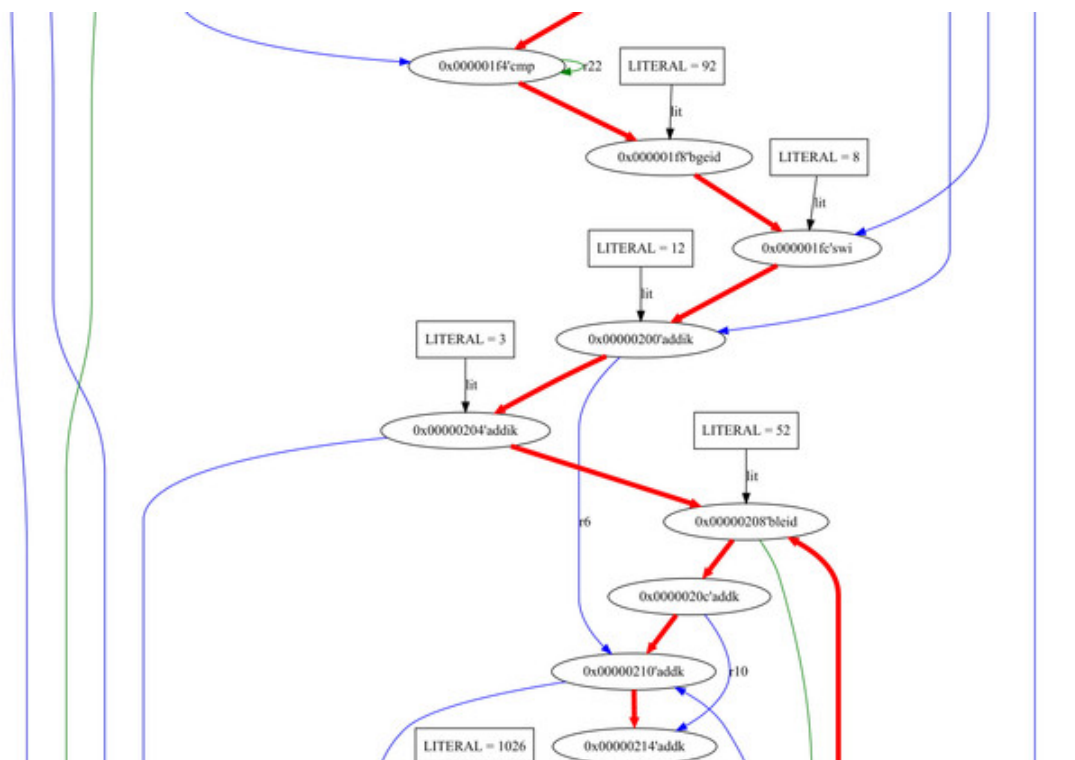 0x000001f4'cmp
r22
LITERAL = 92
lit
0x000001f8'bgeid
LITERAL = 8
lit
0x000001fc'swi
LITERAL = 12
lit
0x00000200'addik
LITERAL = 3
lit
0x00000204'addik
LITERAL = 52
lit
r6
0x00000208'bleid
0x0000020c'addk
0x00000210'addk
r10
LITERAL = 1026
0x00000214'addk